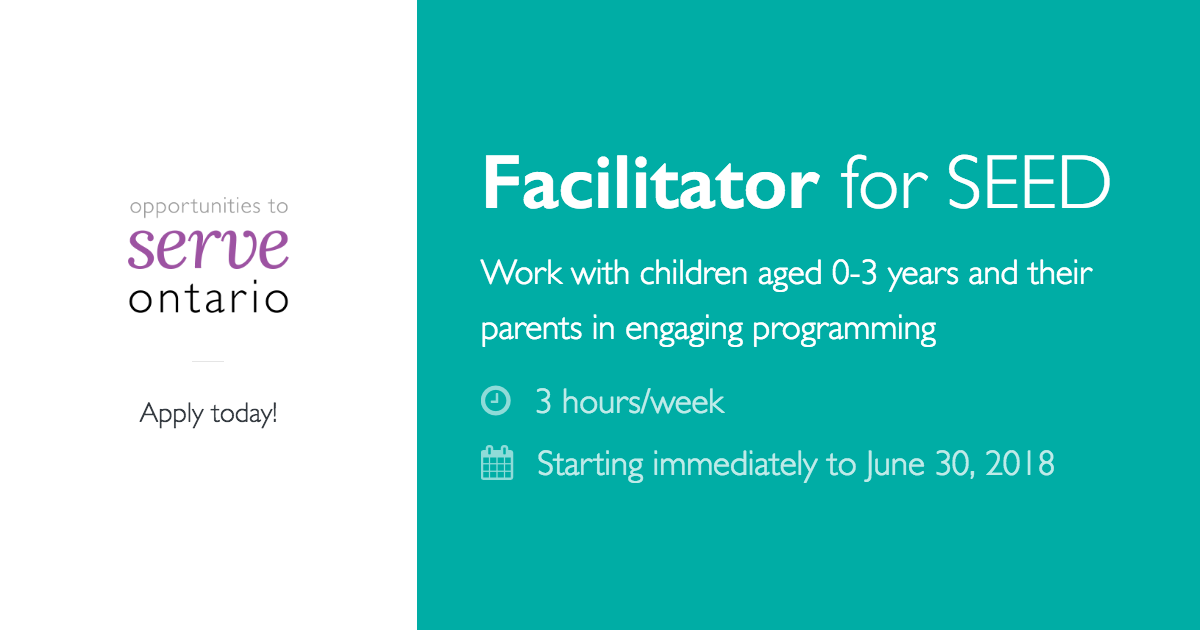 opportunities to
serve
ontario
Apply today!
Facilitator for SEED
Work with children aged 0-3 years and their
parents in engaging programming
3 hours/week
Starting immediately to June 30, 2018